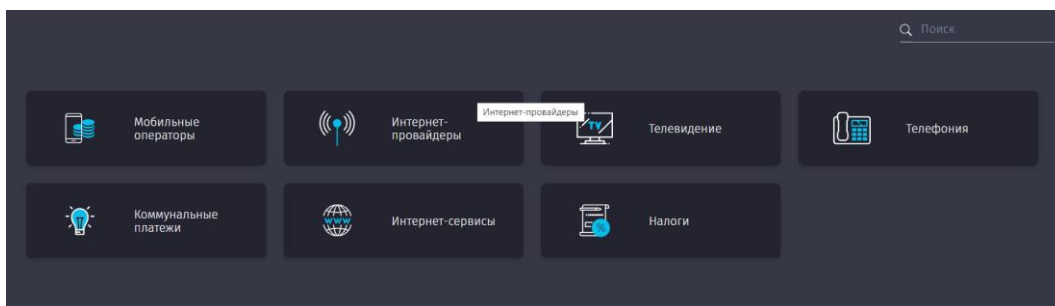 Поиск
Мобильные
операторы
Интернет-
провайдеры
Интернет-провайдеры
TV
Телевидение
Телефония
Коммунальные
платежи
www
Интернет-сервисы
%
Налоги